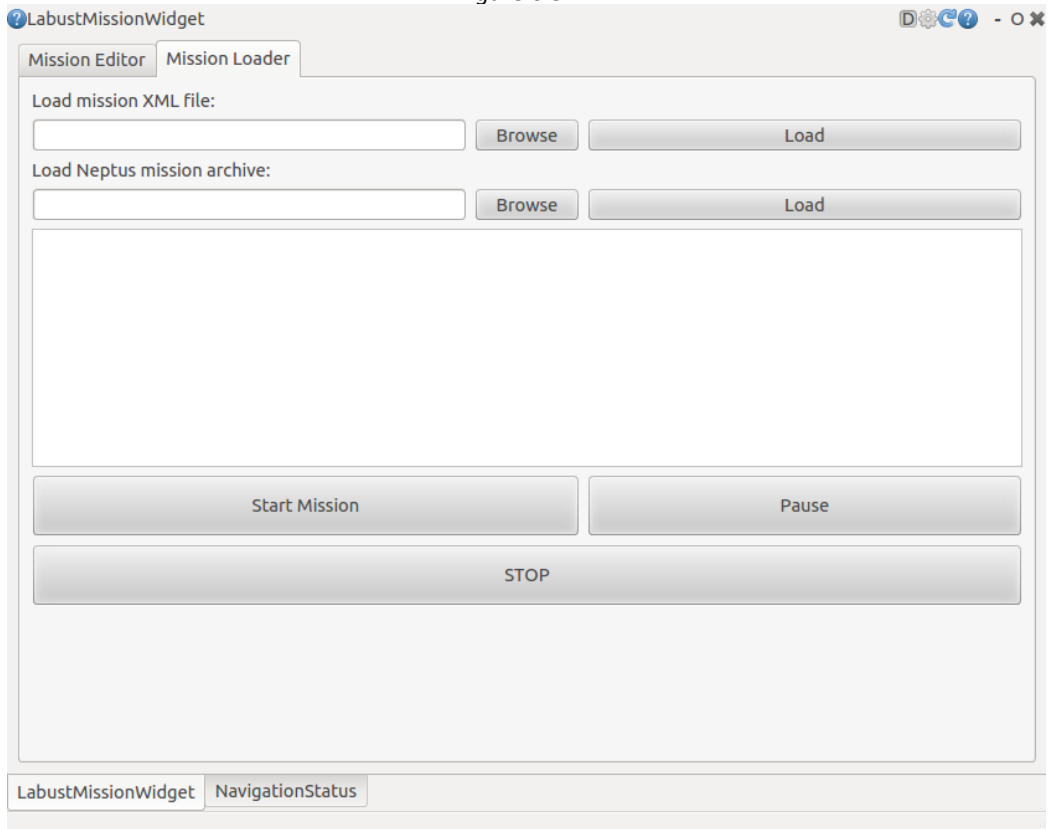 LabustMissionWidget D - O
Mission Editor Mission Loader
Load mission XML file:
Browse Load
Load Neptus mission archive:
Browse Load
Start Mission Pause
STOP
LabustMissionWidget NavigationStatus